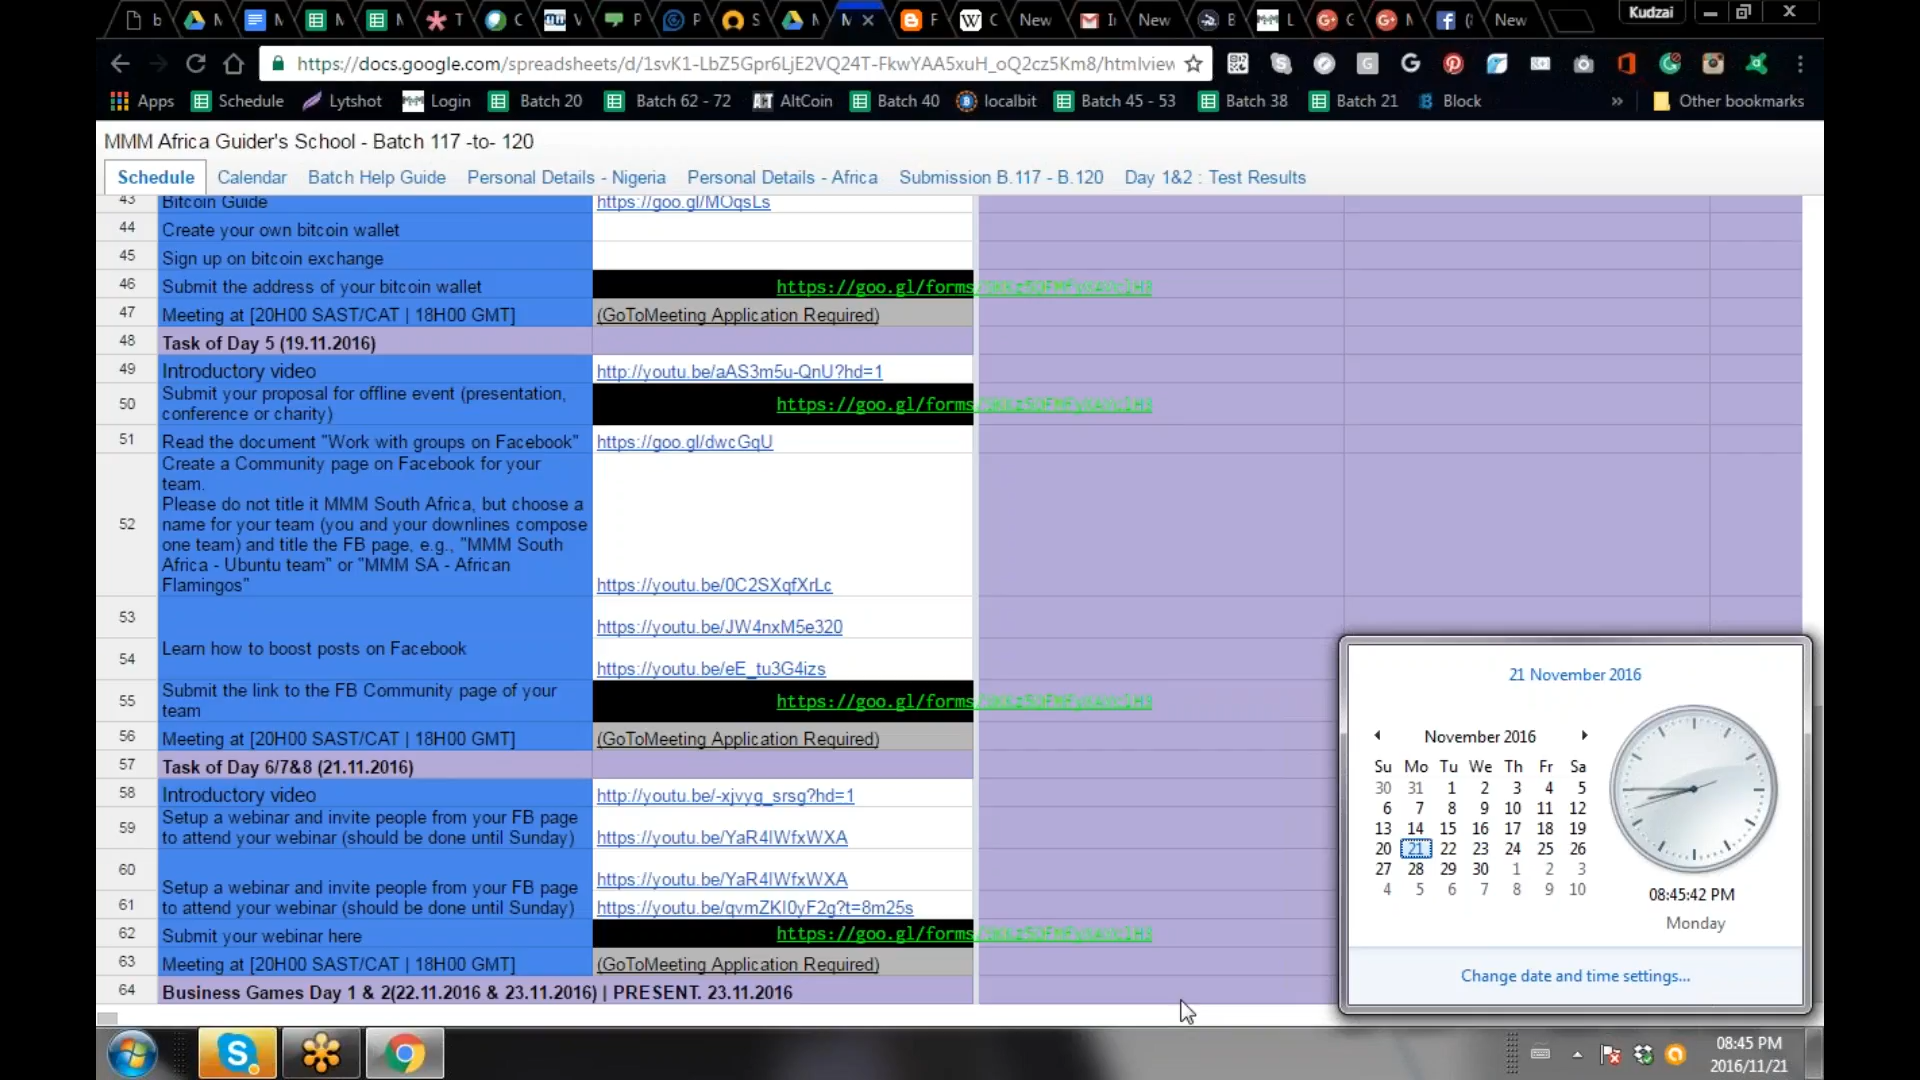 b
M
M
M
M
T
C
V
P
P
S
M
M
F
C
New
I
New
B
L
G
M
(
New
Kudzai
https://docs.google.com/spreadsheets/d/1svK1-LbZ5Gpr6LjE2VQ24T-FkwYAA5xuH_oQ2cz5Km8/htmlview
Apps Schedule Lytshot Login Batch 20 Batch 62 - 72 AltCoin Batch 40 localbit Batch 45 - 53 Batch 38 Batch 21 Block » Other bookmarks
MMM Africa Guider's School - Batch 117 -to- 120
Schedule Calendar Batch Help Guide Personal Details - Nigeria Personal Details - Africa Submission B.117 - B.120 Day 1&2 : Test Results
43 Bitcoin Guide https://goo.gl/MOqsLs
44 Create your own bitcoin wallet
45 Sign up on bitcoin exchange
46 Submit the address of your bitcoin wallet https://goo.gl/forms/
47 Meeting at [20H00 SAST/CAT | 18H00 GMT] (GoToMeeting Application Required)
48 Task of Day 5 (19.11.2016)
49 Introductory video http://youtu.be/aAS3m5u-QnU?hd=1
50 Submit your proposal for offline event (presentation,
conference or charity) https://goo.gl/forms/
51 Read the document "Work with groups on Facebook" https://goo.gl/dwcGqU
52 Create a Community page on Facebook for your
team.
Please do not title it MMM South Africa, but choose a
name for your team (you and your downlines compose
one team) and title the FB page, e.g., "MMM South
Africa - Ubuntu team" or "MMM SA - African
Flamingos" https://youtu.be/0C2SXqfXrLc
53 https://youtu.be/JW4nxM5e320
54 Learn how to boost posts on Facebook https://youtu.be/eE_tu3G4izs
55 Submit the link to the FB Community page of your
team https://goo.gl/forms/
56 Meeting at [20H00 SAST/CAT | 18H00 GMT] (GoToMeeting Application Required)
57 Task of Day 6/7&8 (21.11.2016)
58 Introductory video http://youtu.be/-xjvyg_srsg?hd=1
59 Setup a webinar and invite people from your FB page
to attend your webinar (should be done until Sunday) https://youtu.be/YaR4IWfxWXA
60 https://youtu.be/YaR4IWfxWXA
Setup a webinar and invite people from your FB page
61 to attend your webinar (should be done until Sunday) https://youtu.be/qvmZKI0yF2g?t=8m25s
62 Submit your webinar here https://goo.gl/forms/
63 Meeting at [20H00 SAST/CAT | 18H00 GMT] (GoToMeeting Application Required)
64 Business Games Day 1 & 2(22.11.2016 & 23.11.2016) | PRESENT. 23.11.2016
21 November 2016
November 2016
Su Mo Tu We Th Fr Sa
30 31 1 2 3 4 5
6 7 8 9 10 11 12
13 14 15 16 17 18 19
20 21 22 23 24 25 26
27 28 29 30 1 2 3
4 5 6 7 8 9 10
08:45:42 PM
Monday
Change date and time settings...
08:45 PM
2016/11/21